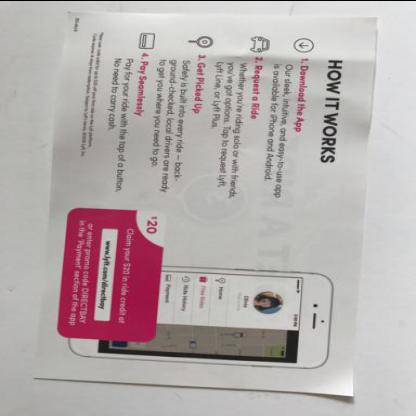 HOW IT WORKS
1. Download the App
Our sleek, intuitive, and easy-to-use app
is available for iPhone and Android.
2. Request a Ride
Whether you're riding solo or with friends,
you've got options. Tap to request Lyft,
Lyft Line, or Lyft Plus.
3. Get Picked Up
Safety is built into every ride — back-
ground-checked, local drivers are ready
to get you where you need to go.
4. Pay Seamlessly
Pay for your ride with the tap of a button.
No need to carry cash.
$20
Claim your $20 in ride credit at
www.lyft.com/directbay
or enter promo code DIRECTBAY
in the 'Payment' section of the app
Olivia
Home
Free Rides
Ride History
Payment